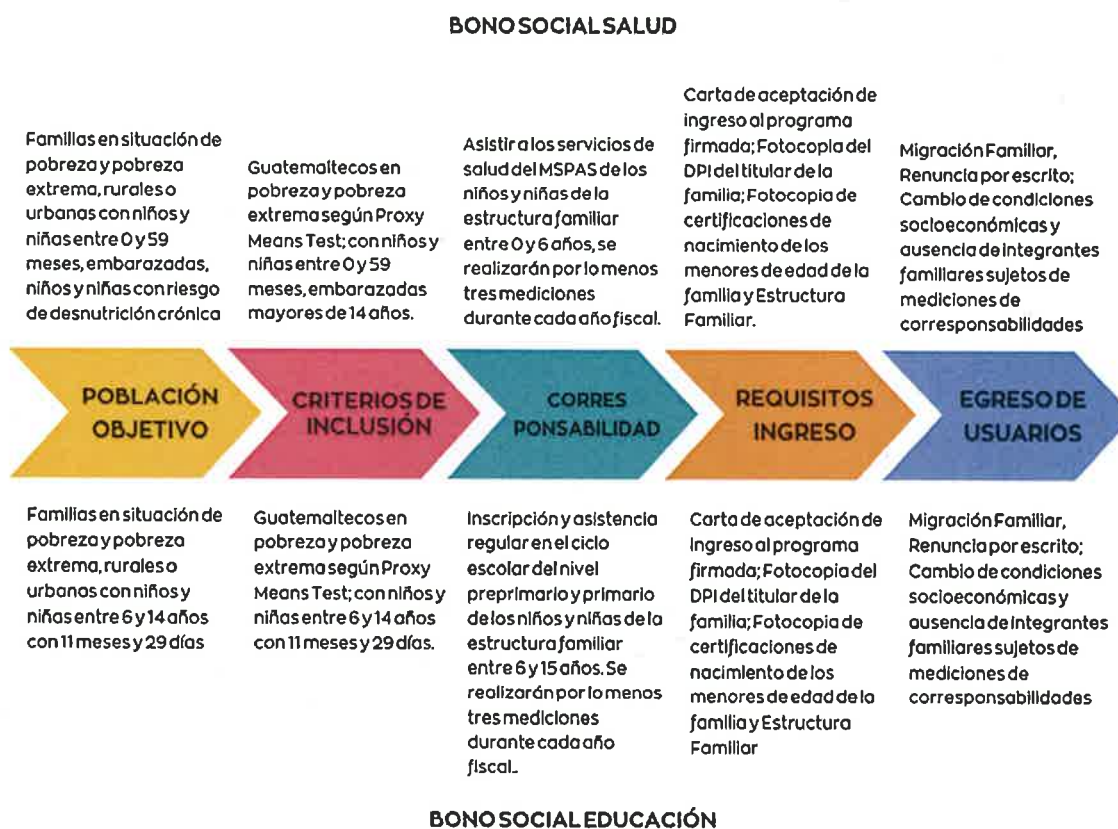 BONO SOCIAL SALUD
Familias en situación de
pobreza y pobreza
extrema, rurales o
urbanas con niños y
niñas entre 0 y 59
meses, embarazadas,
niños y niñas con riesgo
de desnutrición crónica
Guatemaltecos en
pobreza y pobreza
extrema según Proxy
Means Test; con niños y
niñas entre 0 y 59
meses, embarazadas
mayores de 14 años.
Asistir a los servicios de
salud del MSPAS de los
niños y niñas de la
estructura familiar
entre 0 y 6 años, se
realizarán por lo menos
tres mediciones
durante cada año fiscal.
Carta de aceptación de
ingreso al programa
firmada; Fotocopia del
DPI del titular de la
familia; Fotocopia de
certificaciones de
nacimiento de los
menores de edad de la
familia y Estructura
Familiar.
Migración Familiar,
Renuncia por escrito;
Cambio de condiciones
socioeconómicas y
ausencia de integrantes
familiares sujetos de
mediciones de
corresponsabilidades
POBLACIÓN
OBJETIVO
CRITERIOS DE
INCLUSIÓN
CORRES
PONSABILIDAD
REQUISITOS
INGRESO
EGRESO DE
USUARIOS
Familias en situación de
pobreza y pobreza
extrema, rurales o
urbanas con niños y
niñas entre 6 y 14 años
con 11 meses y 29 días
Guatemaltecos en
pobreza y pobreza
extrema según Proxy
Means Test; con niños y
niñas entre 6 y 14 años
con 11 meses y 29 días.
Inscripción y asistencia
regular en el ciclo
escolar del nivel
preprimario y primario
de los niños y niñas de la
estructura familiar
entre 6 y 15 años. Se
realizarán por lo menos
tres mediciones
durante cada año
fiscal.
Carta de aceptación de
ingreso al programa
firmada; Fotocopia del
DPI del titular de la
familia; Fotocopia de
certificaciones de
nacimiento de los
menores de edad de la
familia y Estructura
Familiar
Migración Familiar,
Renuncia por escrito;
Cambio de condiciones
socioeconómicas y
ausencia de integrantes
familiares sujetos de
mediciones de
corresponsabilidades
BONO SOCIAL EDUCACIÓN